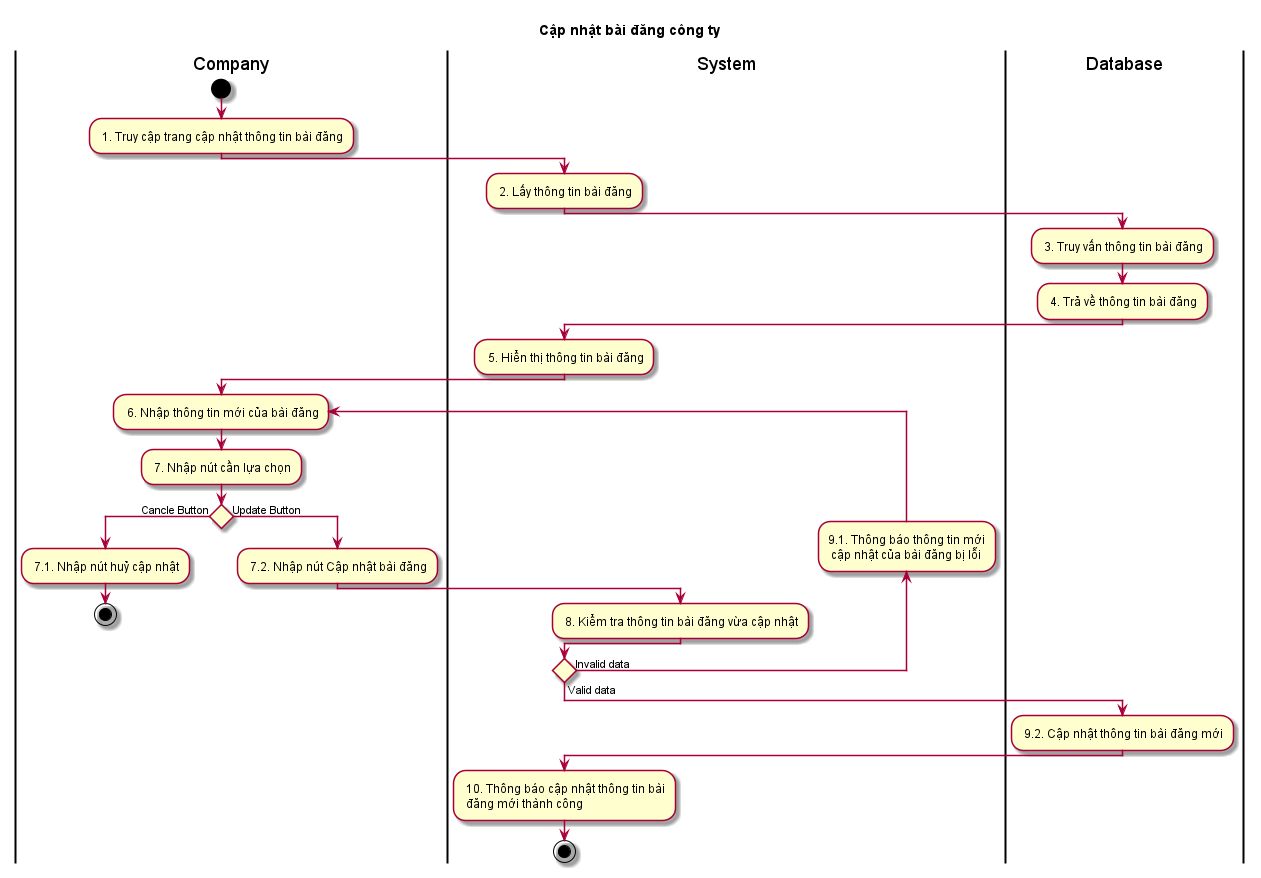 Cập nhật bài đăng công ty
Company
System
Database
1. Truy cập trang cập nhật thông tin bài đăng
2. Lấy thông tin bài đăng
3. Truy vấn thông tin bài đăng
4. Trả về thông tin bài đăng
5. Hiển thị thông tin bài đăng
6. Nhập thông tin mới của bài đăng
7. Nhập nút cần lựa chọn
Cancle Button
Update Button
7.1. Nhập nút huỷ cập nhật
7.2. Nhập nút Cập nhật bài đăng
9.1. Thông báo thông tin mới
cập nhật của bài đăng bị lỗi
8. Kiểm tra thông tin bài đăng vừa cập nhật
Invalid data
Valid data
9.2. Cập nhật thông tin bài đăng mới
10. Thông báo cập nhật thông tin bài
đăng mới thành công